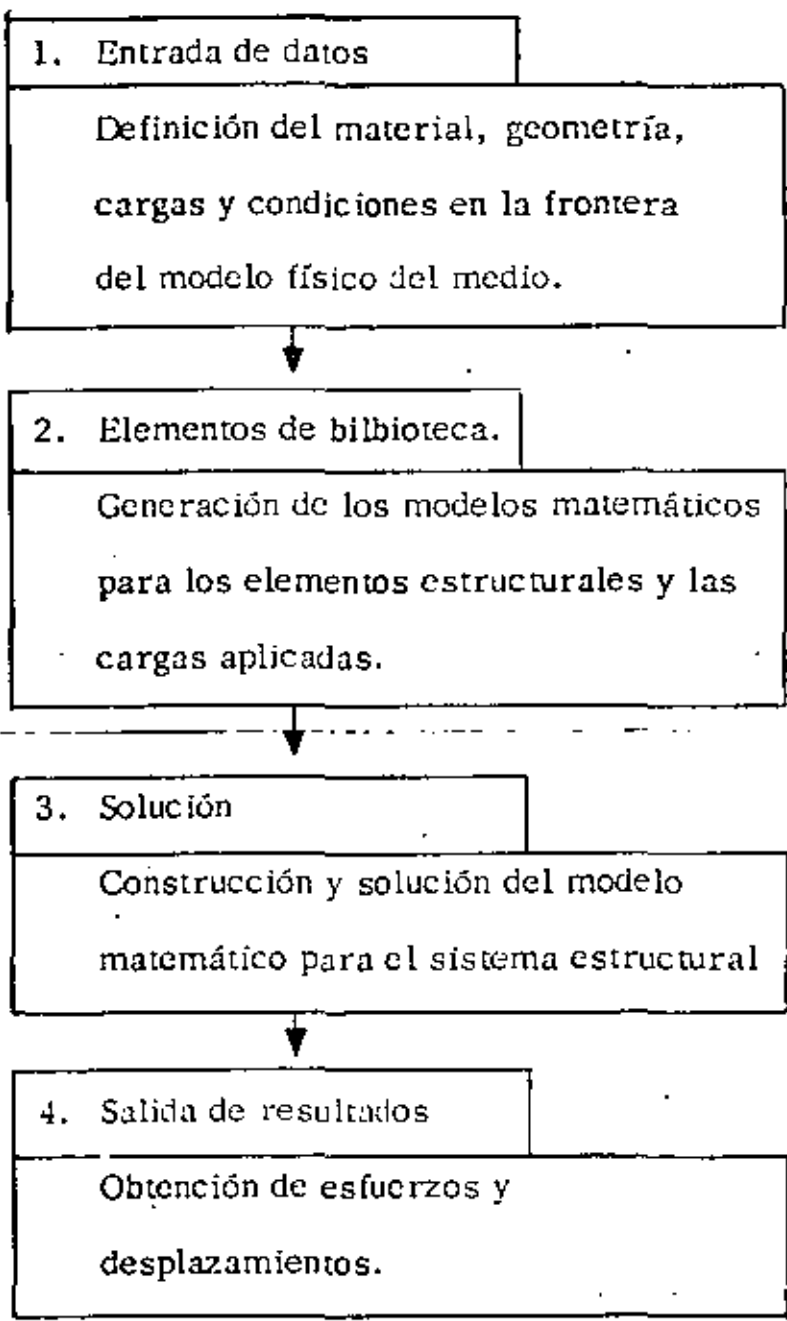 1. Entrada de datos
Definición del material, geometría,
cargas y condiciones en la frontera
del modelo físico del medio.
2. Elementos de bilbioteca.
Generación de los modelos matemáticos
para los elementos estructurales y las
cargas aplicadas.
3. Solución
Construcción y solución del modelo
matemático para el sistema estructural
4. Salida de resultados
Obtención de esfuerzos y
desplazamientos.